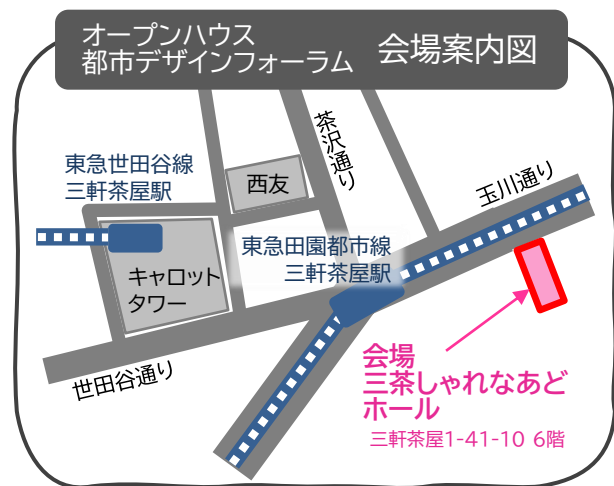 オープンハウス
都市デザインフォーラム
会場案内図
茶沢通り
東急世田谷線
三軒茶屋駅
西友
玉川通り
東急田園都市線
三軒茶屋駅
キャロット
タワー
世田谷通り
会場
三茶しゃれなあど
ホール
三軒茶屋1-41-10 6階